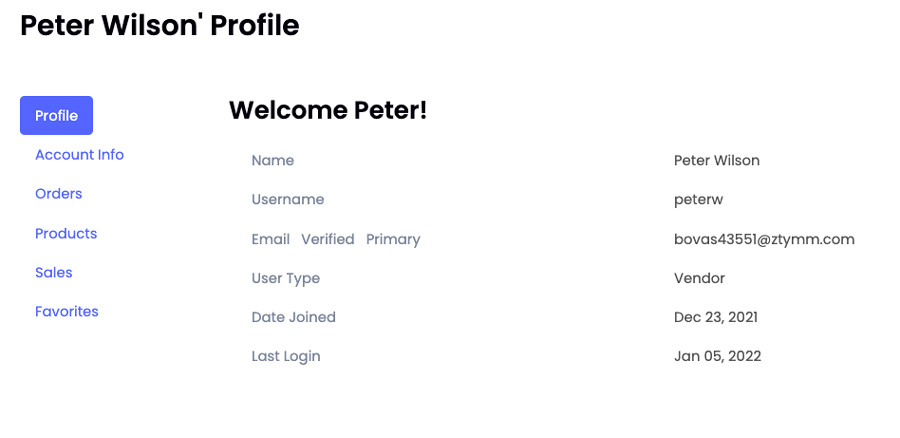 Peter Wilson' Profile
Profile
Account Info
Orders
Products
Sales
Favorites
Welcome Peter!
Name Peter Wilson
Username peterw
Email Verified Primary bovas43551@ztymm.com
User Type Vendor
Date Joined Dec 23, 2021
Last Login Jan 05, 2022